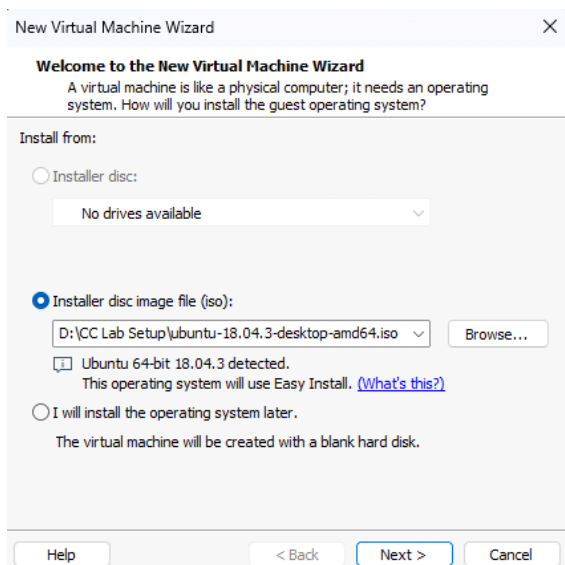 New Virtual Machine Wizard
Welcome to the New Virtual Machine Wizard
A virtual machine is like a physical computer; it needs an operating
system. How will you install the guest operating system?
Install from:
Installer disc:
No drives available
Installer disc image file (iso):
D:\CC Lab Setup\ubuntu-18.04.3-desktop-amd64.iso
Browse...
Ubuntu 64-bit 18.04.3 detected.
This operating system will use Easy Install. (What's this?)
I will install the operating system later.
The virtual machine will be created with a blank hard disk.
Help
< Back
Next >
Cancel